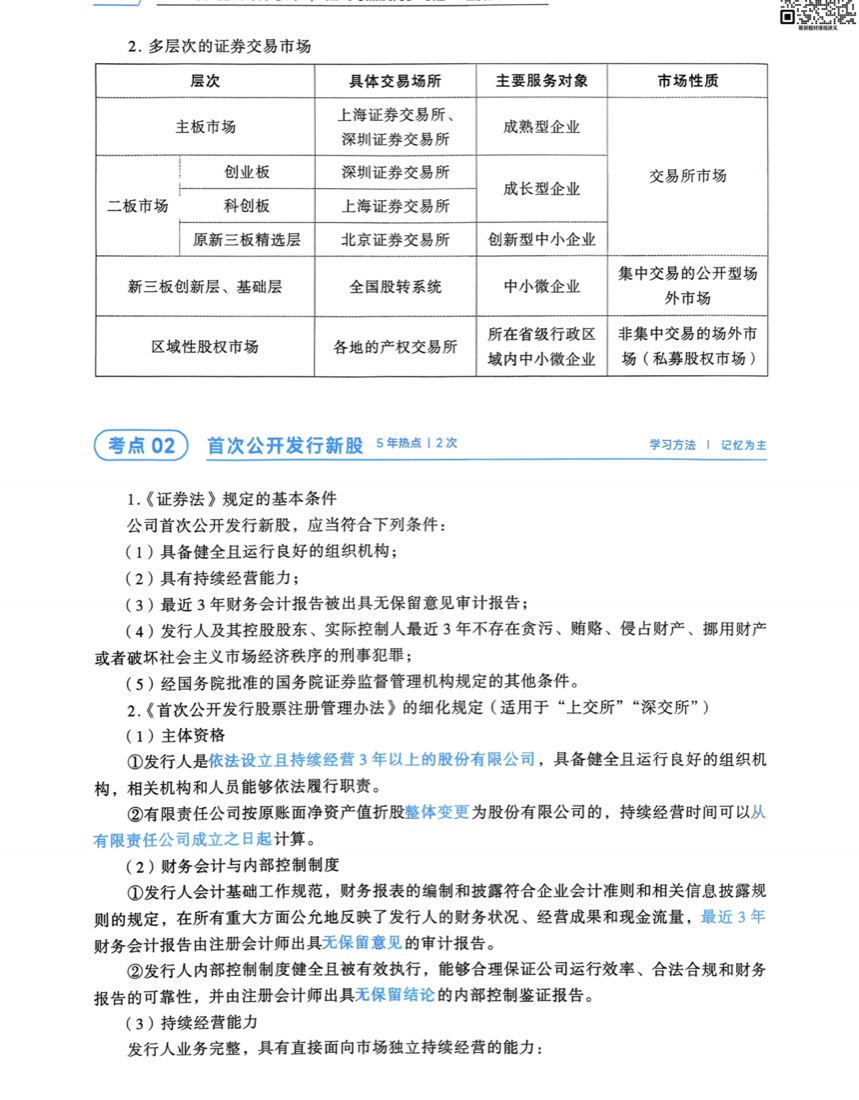 2. 多层次的证券交易市场
层次 具体交易场所 主要服务对象 市场性质
主板市场 上海证券交易所、深圳证券交易所 成熟型企业 交易所市场
二板市场 创业板 深圳证券交易所 成长型企业
科创板 上海证券交易所
原新三板精选层 北京证券交易所 创新型中小企业
新三板创新层、基础层 全国股转系统 中小微企业 集中交易的公开型场外市场
区域性股权市场 各地的产权交易所 所在省级行政区域内中小微企业 非集中交易的场外市场（私募股权市场）
考点 02 首次公开发行新股 5年热点 | 2次 学习方法 | 记忆为主
1.《证券法》规定的基本条件
公司首次公开发行新股，应当符合下列条件：
（1）具备健全且运行良好的组织机构；
（2）具有持续经营能力；
（3）最近 3 年财务会计报告被出具无保留意见审计报告；
（4）发行人及其控股股东、实际控制人最近 3 年不存在贪污、贿赂、侵占财产、挪用财产
或者破坏社会主义市场经济秩序的刑事犯罪；
（5）经国务院批准的国务院证券监督管理机构规定的其他条件。
2.《首次公开发行股票注册管理办法》的细化规定（适用于“上交所”“深交所”）
（1）主体资格
①发行人是依法设立且持续经营 3 年以上的股份有限公司，具备健全且运行良好的组织机
构，相关机构和人员能够依法履行职责。
②有限责任公司按原账面净资产值折股整体变更为股份有限公司的，持续经营时间可以从
有限责任公司成立之日起计算。
（2）财务会计与内部控制制度
①发行人会计基础工作规范，财务报表的编制和披露符合企业会计准则和相关信息披露规
则的规定，在所有重大方面公允地反映了发行人的财务状况、经营成果和现金流量，最近 3 年
财务会计报告由注册会计师出具无保留意见的审计报告。
②发行人内部控制制度健全且被有效执行，能够合理保证公司运行效率、合法合规和财务
报告的可靠性，并由注册会计师出具无保留结论的内部控制鉴证报告。
（3）持续经营能力
发行人业务完整，具有直接面向市场独立持续经营的能力：